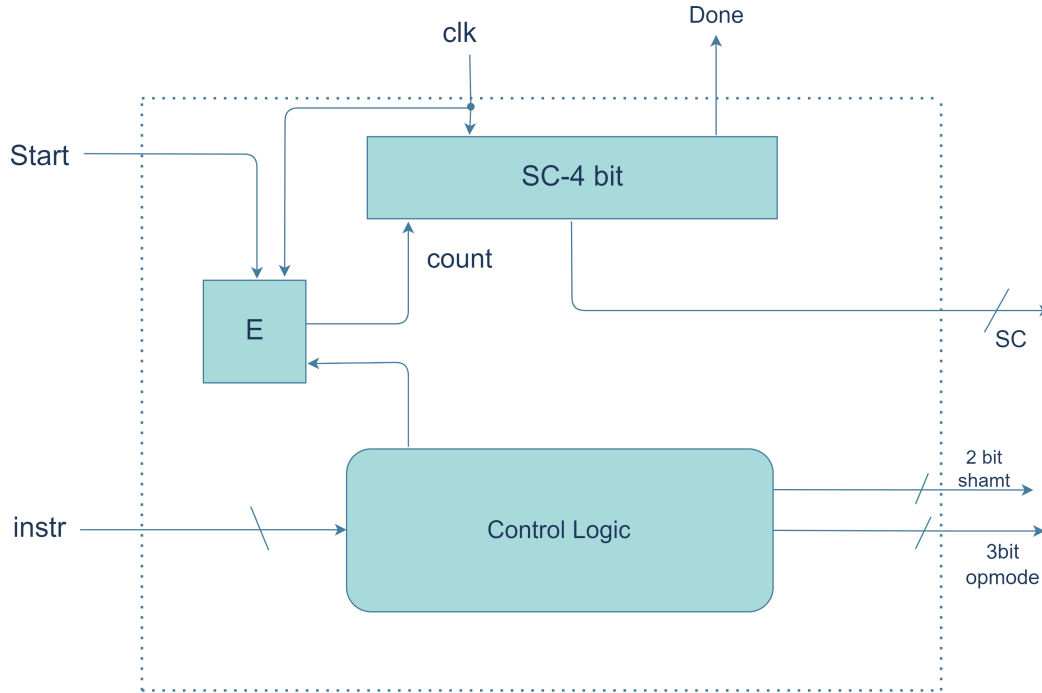 Done
clk
Start
SC-4 bit
count
E
SC
2 bit
shamt
instr
Control Logic
3bit
opmode